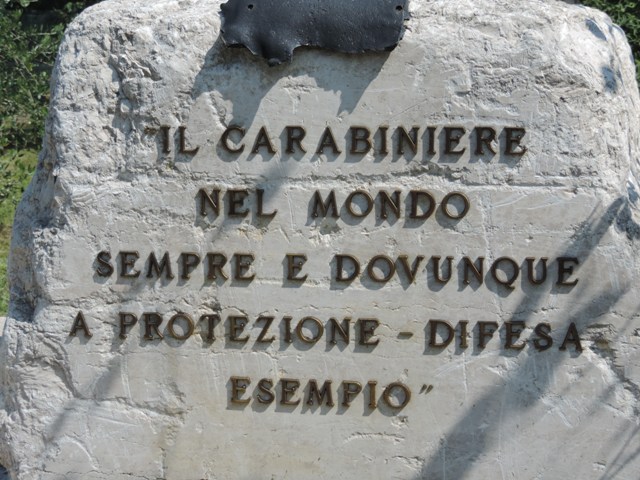 "IL CARABINIERE
NEL MONDO
SEMPRE E DOVUNQUE
A PROTEZIONE - DIFESA
ESEMPIO"